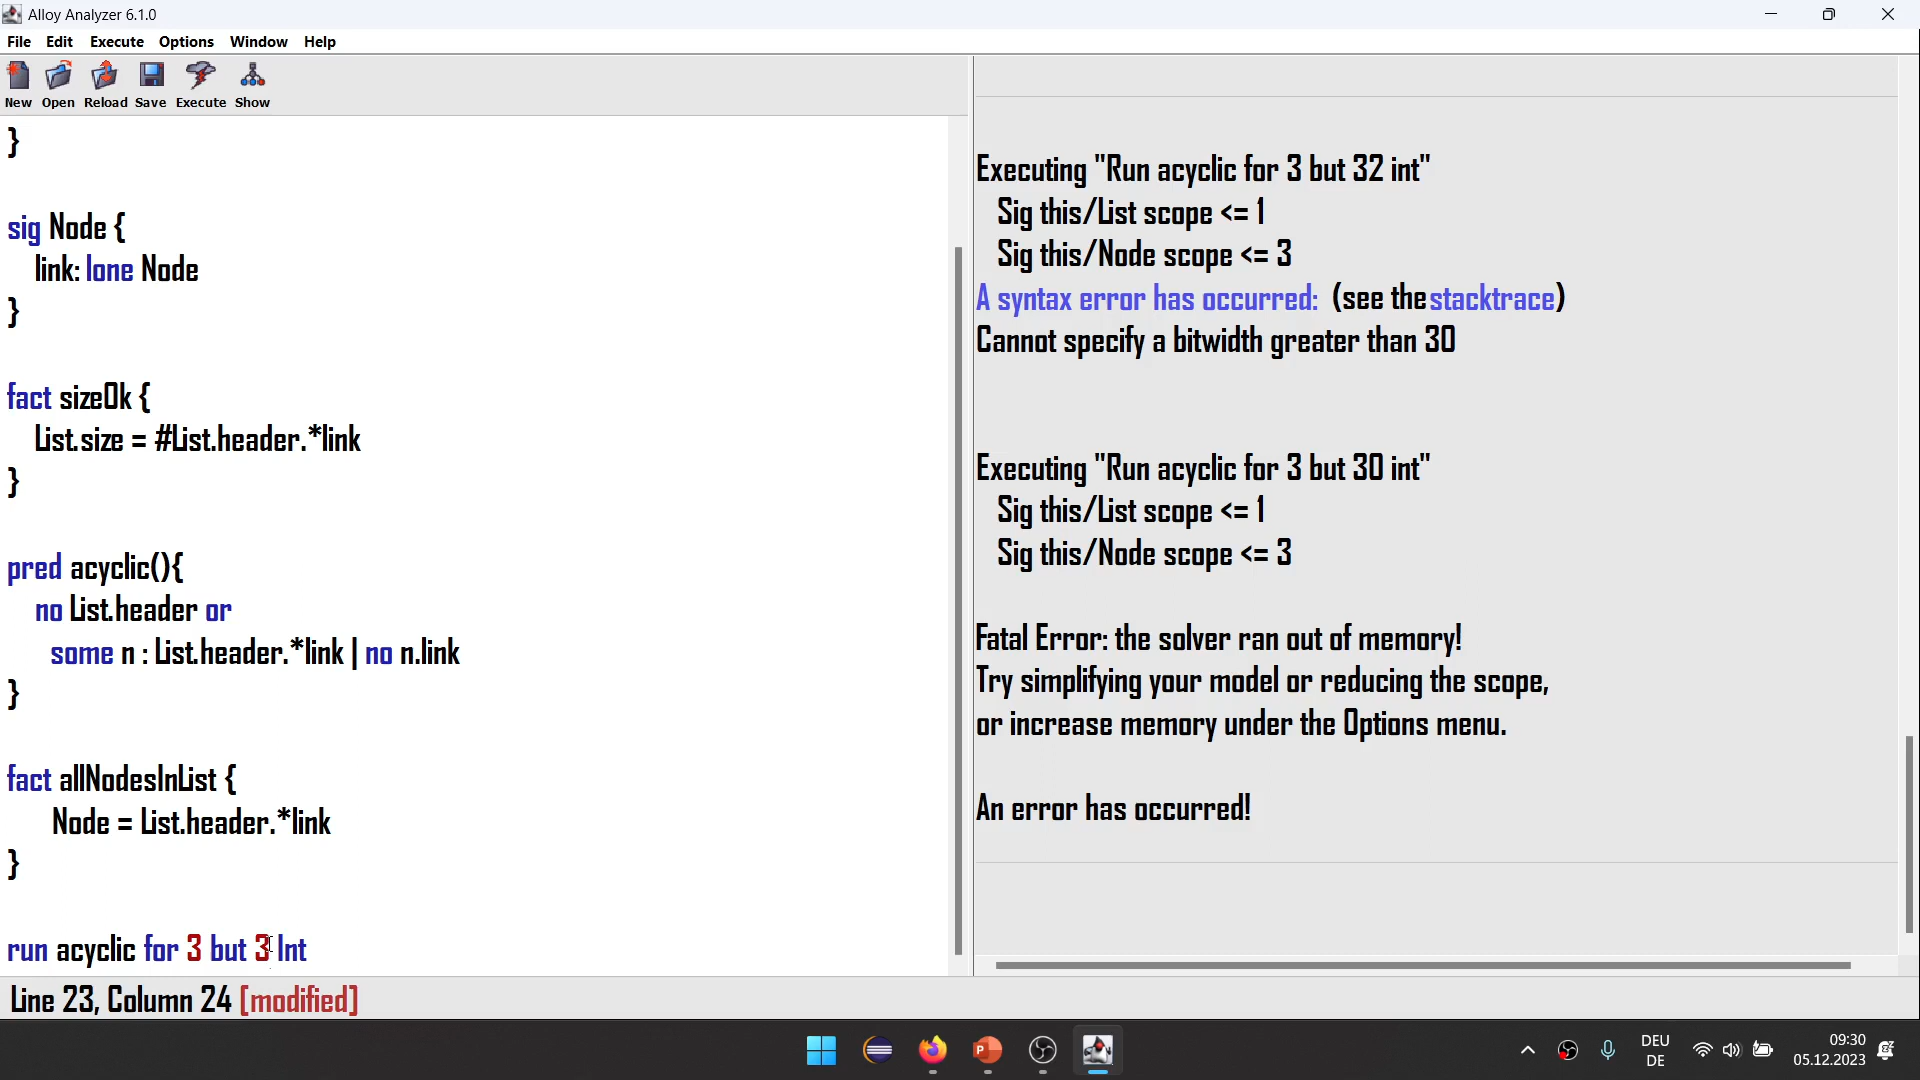 Alloy Analyzer 6.1.0
File Edit Execute Options Window Help
New Open Reload Save Execute Show
}
sig Node {
link: lone Node
}
fact sizeOk {
List.size = #List.header.*link
}
pred acyclic(){
no List.header or
some n : List.header.*link | no n.link
}
fact allNodesInList {
Node = List.header.*link
}
run acyclic for 3 but 3 Int
Line 23, Column 24 [modified]
Executing "Run acyclic for 3 but 32 int"
Sig this/List scope <= 1
Sig this/Node scope <= 3
A syntax error has occurred: (see the stacktrace)
Cannot specify a bitwidth greater than 30
Executing "Run acyclic for 3 but 30 int"
Sig this/List scope <= 1
Sig this/Node scope <= 3
Fatal Error: the solver ran out of memory!
Try simplifying your model or reducing the scope,
or increase memory under the Options menu.
An error has occurred!
P
DEU
DE
09:30
05.12.2023